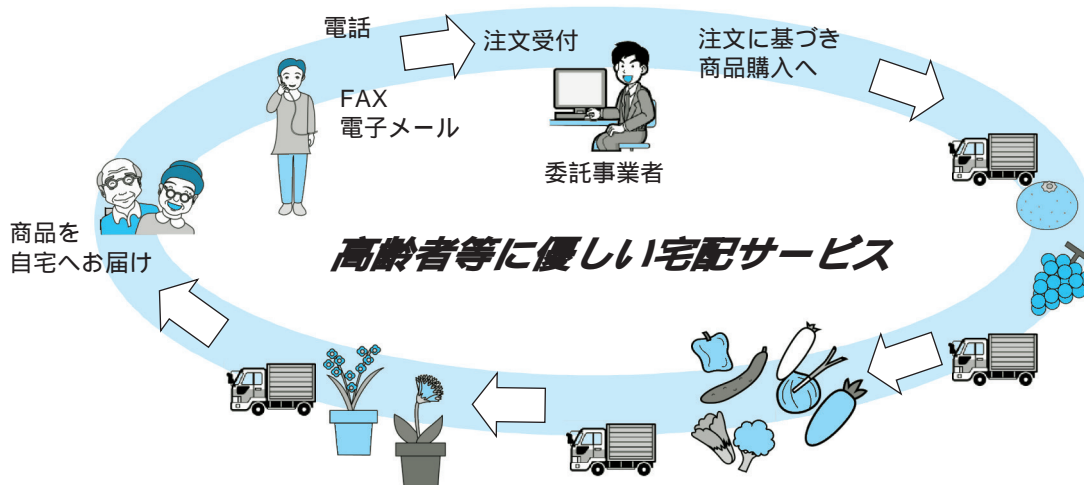 電話
FAX
電子メール
注文受付
委託事業者
注文に基づき
商品購入へ
高齢者等に優しい宅配サービス
商品を
自宅へお届け